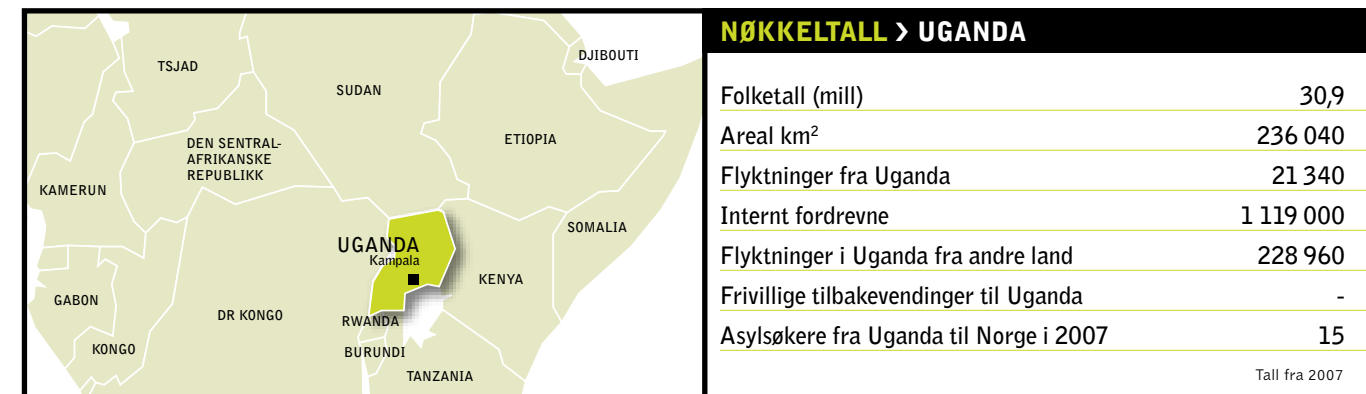 TSJAD
SUDAN
DJIBOUTI
ETIOPIA
DEN SENTRAL-
AFRIKANSKE
REPUBLIKK
KAMERUN
SOMALIA
UGANDA
Kampala
KENYA
GABON
DR KONGO
RWANDA
KONGO
BURUNDI
TANZANIA
NØKKELTALL › UGANDA
Folketall (mill) 30,9
Areal km² 236 040
Flyktninger fra Uganda 21 340
Internt fordrevne 1 119 000
Flyktninger i Uganda fra andre land 228 960
Frivillige tilbakevendinger til Uganda -
Asylsøkere fra Uganda til Norge i 2007 15
Tall fra 2007